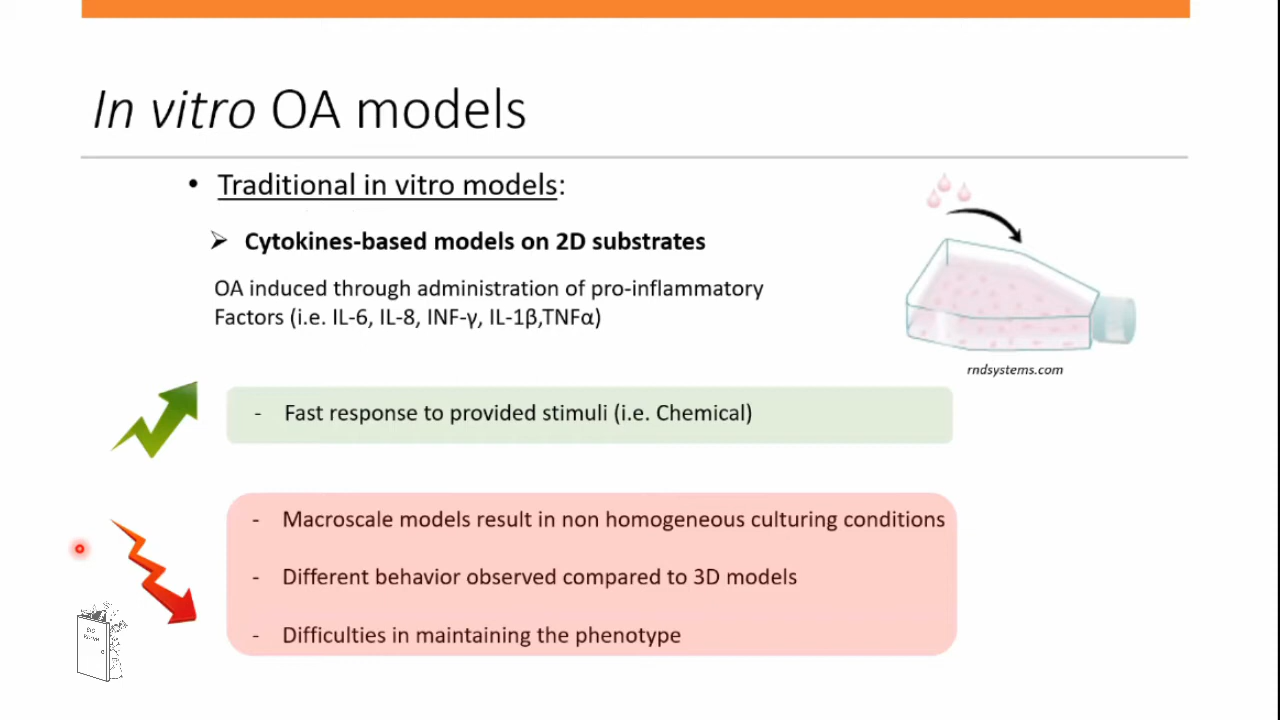 In vitro OA models
• Traditional in vitro models:
➢ Cytokines-based models on 2D substrates
OA induced through administration of pro-inflammatory
Factors (i.e. IL-6, IL-8, INF-γ, IL-1β,TNFα)
rndsystems.com
- Fast response to provided stimuli (i.e. Chemical)
- Macroscale models result in non homogeneous culturing conditions
- Different behavior observed compared to 3D models
- Difficulties in maintaining the phenotype